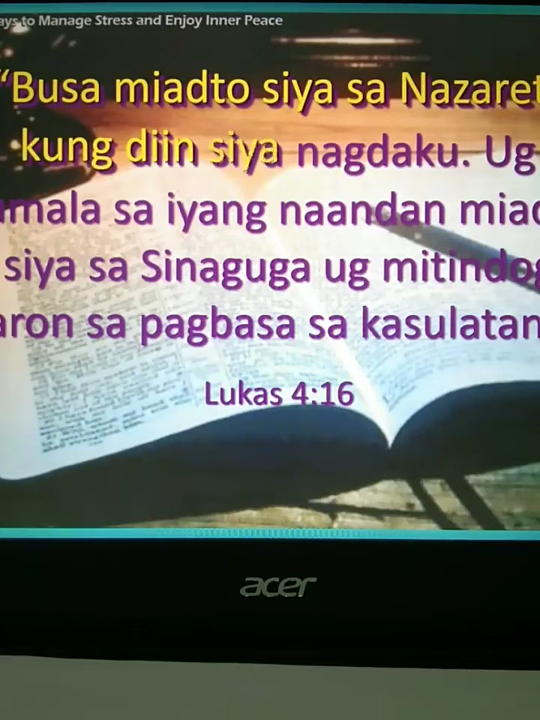 ays to Manage Stress and Enjoy Inner Peace
“Busa miadto siya sa Nazaret
kung diin siya nagdaku. Ug
mala sa iyang naandan miad
siya sa Sinaguga ug mitindog
aron sa pagbasa sa kasulatan
Lukas 4:16
acer